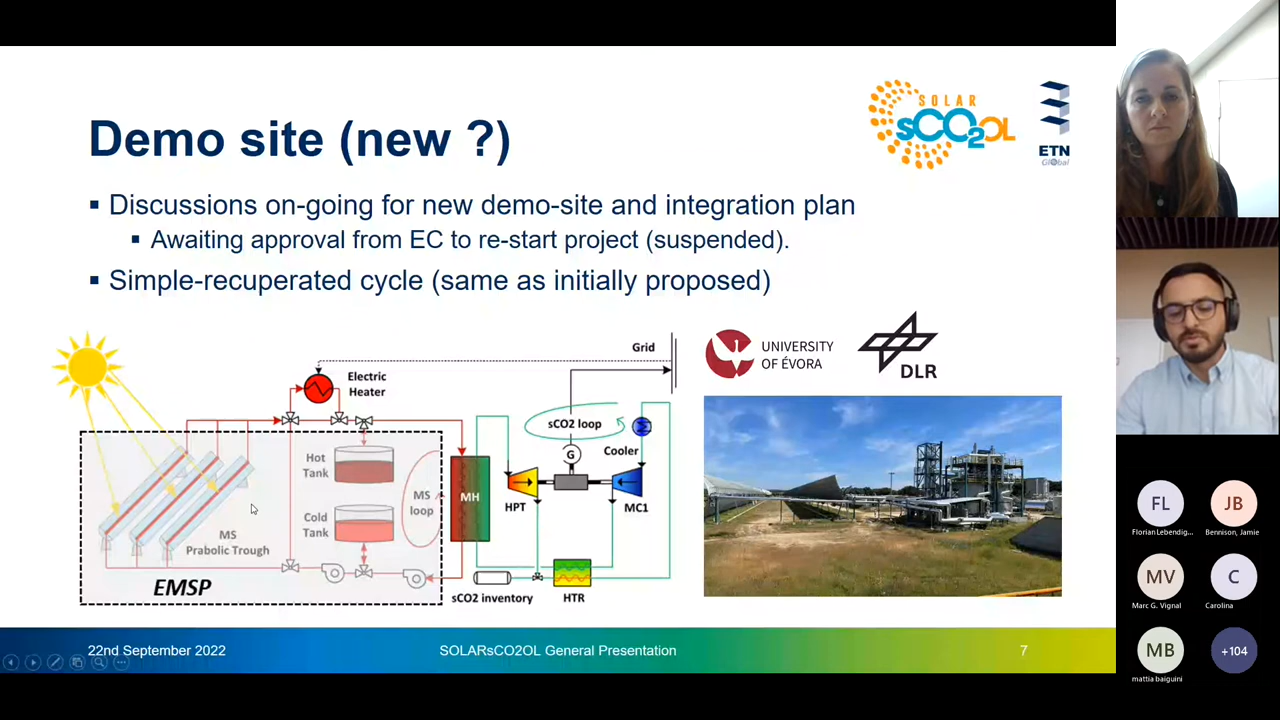 Demo site (new ?)
SOLAR
sCO2OL
ETN
Global
Discussions on-going for new demo-site and integration plan
Awaiting approval from EC to re-start project (suspended).
Simple-recuperated cycle (same as initially proposed)
Grid
Electric
Heater
sCO2 loop
Cooler
G
Hot
Tank
Cold
Tank
MS
loop
MH
HPT
MC1
MS
Prabolic Trough
EMSP
sCO2 inventory
HTR
UNIVERSITY
OF ÉVORA
DLR
22nd September 2022
SOLARsCO2OL General Presentation
7
FL
Florian Lebendig...
JB
Bennison, Jamie
MV
Marc G. Vignal
C
Carolina
MB
mattia baiguini
+104